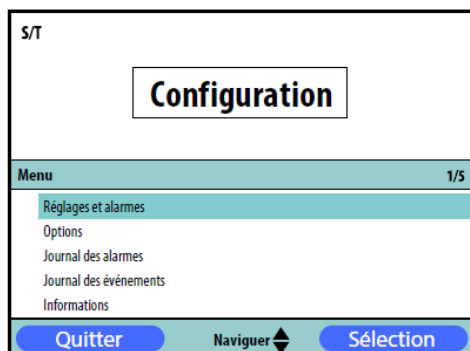 S/T
Configuration
Menu 1/5
Réglages et alarmes
Options
Journal des alarmes
Journal des événements
Informations
Quitter Naviguer Sélection